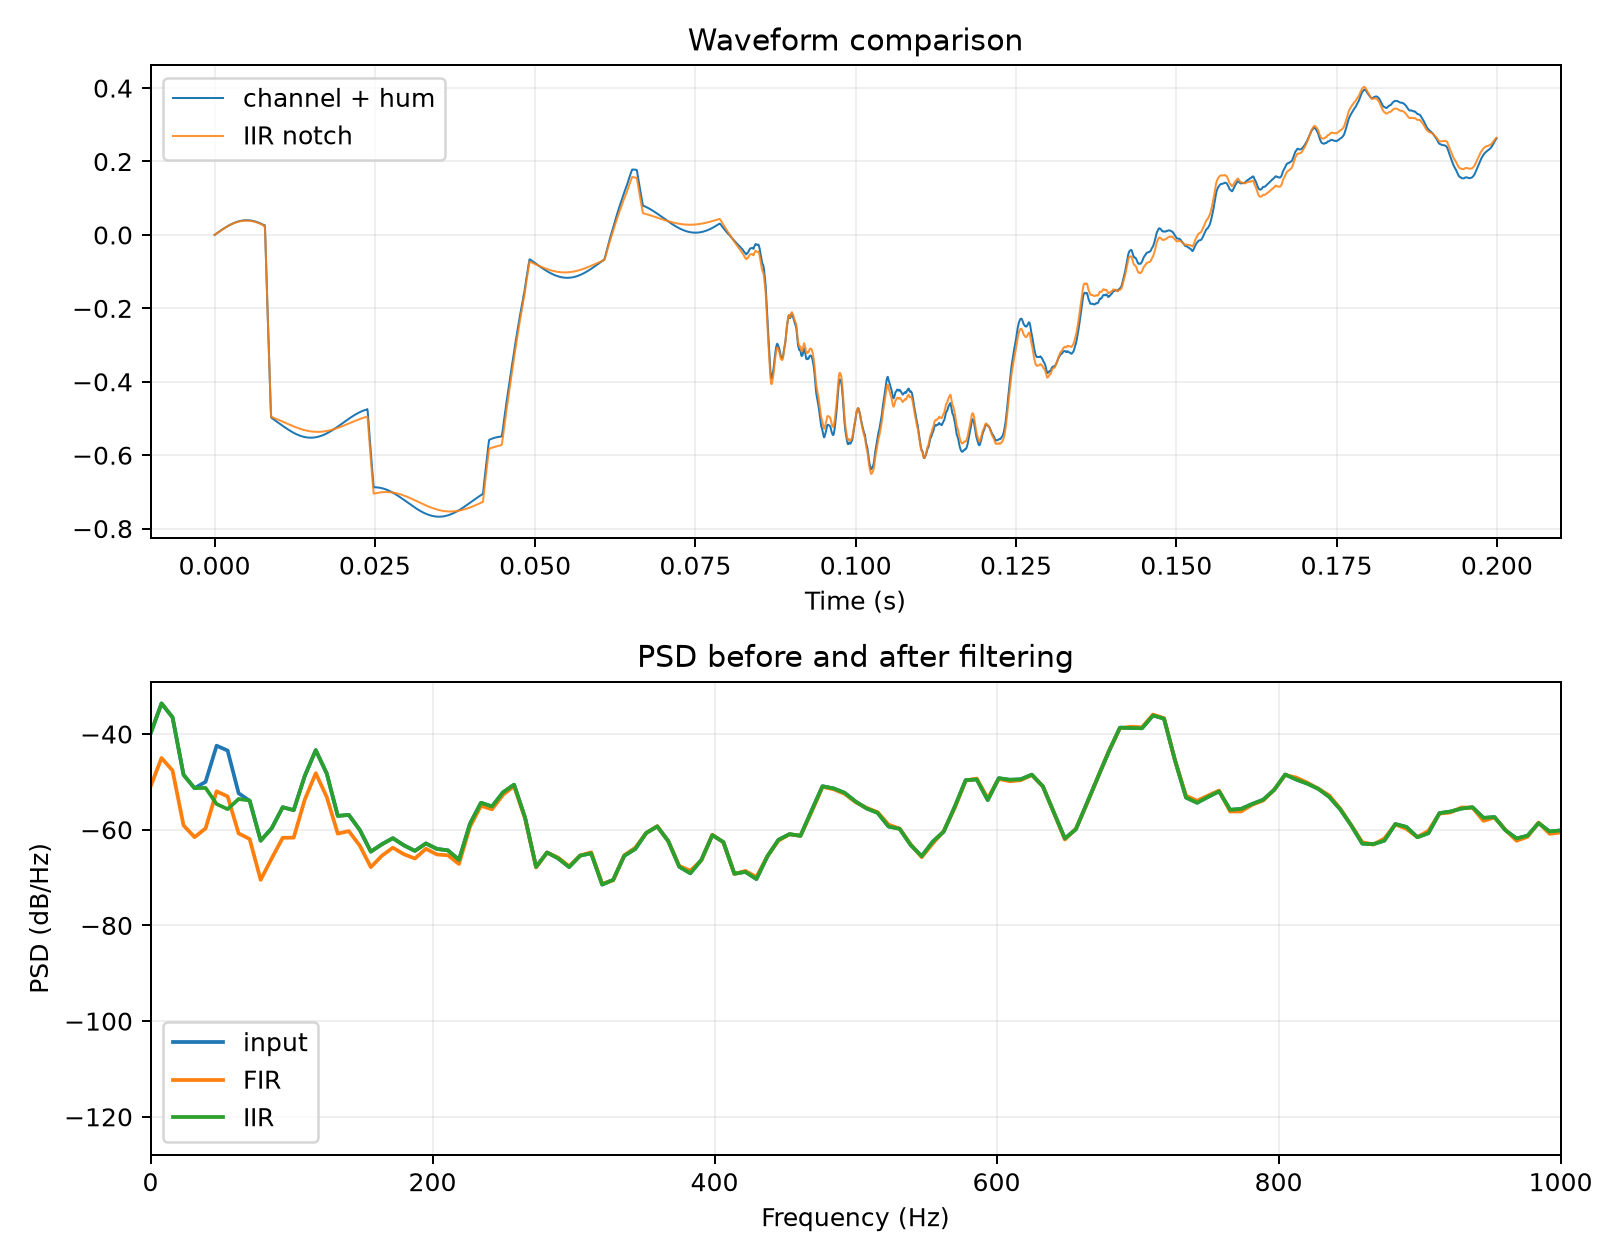 Waveform comparison
channel + hum
IIR notch
0.4
0.2
0.0
−0.2
−0.4
−0.6
−0.8
0.000 0.025 0.050 0.075 0.100 0.125 0.150 0.175 0.200
Time (s)
PSD before and after filtering
PSD (dB/Hz)
−40
−60
−80
−100
−120
input
FIR
IIR
0 200 400 600 800 1000
Frequency (Hz)